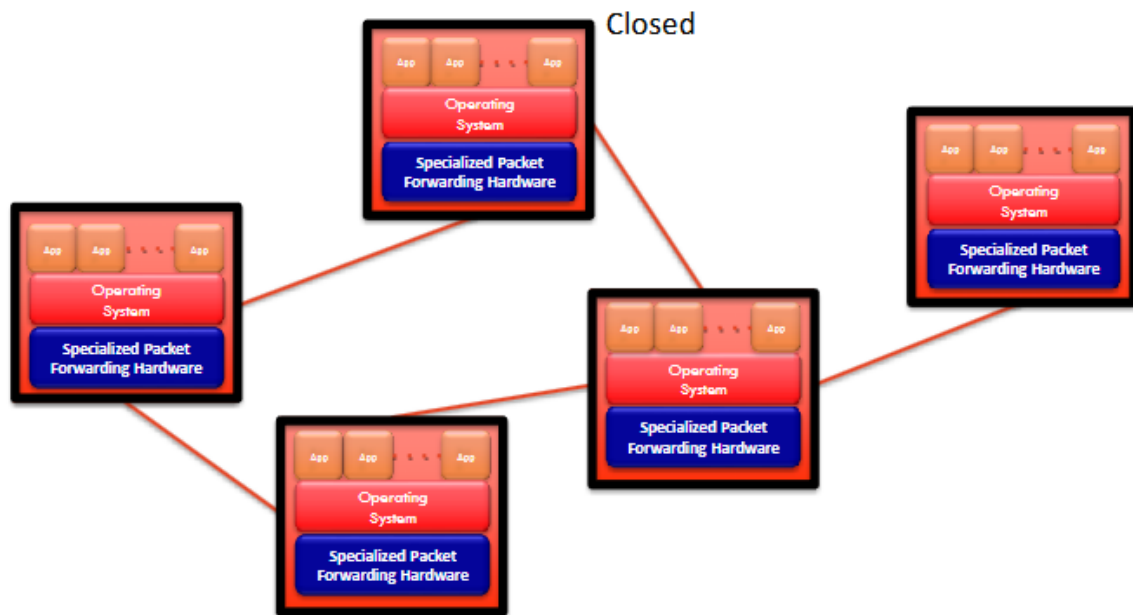 Closed
App App App
Operating
System
Specialized Packet
Forwarding Hardware
App App App
Operating
System
Specialized Packet
Forwarding Hardware
App App App
Operating
System
Specialized Packet
Forwarding Hardware
App App App
Operating
System
Specialized Packet
Forwarding Hardware
App App App
Operating
System
Specialized Packet
Forwarding Hardware